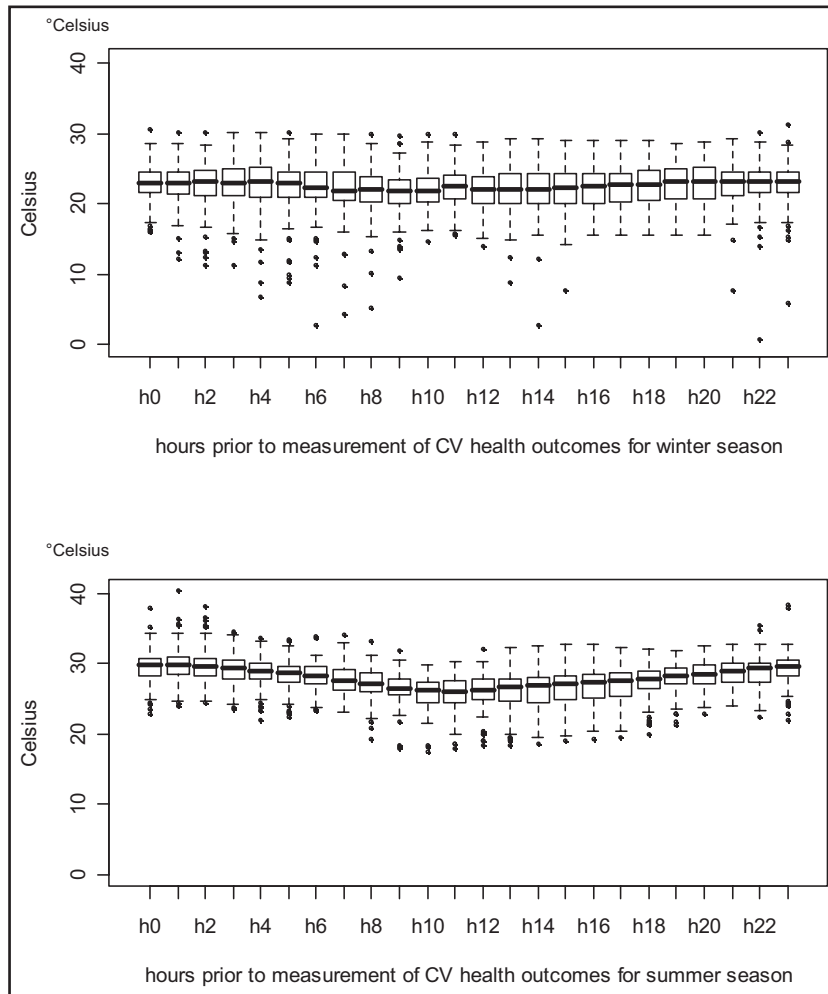 °Celsius
40
30
20
10
0
Celsius
h0 h2 h4 h6 h8 h10 h12 h14 h16 h18 h20 h22
hours prior to measurement of CV health outcomes for winter season
°Celsius
40
30
20
10
0
Celsius
h0 h2 h4 h6 h8 h10 h12 h14 h16 h18 h20 h22
hours prior to measurement of CV health outcomes for summer season